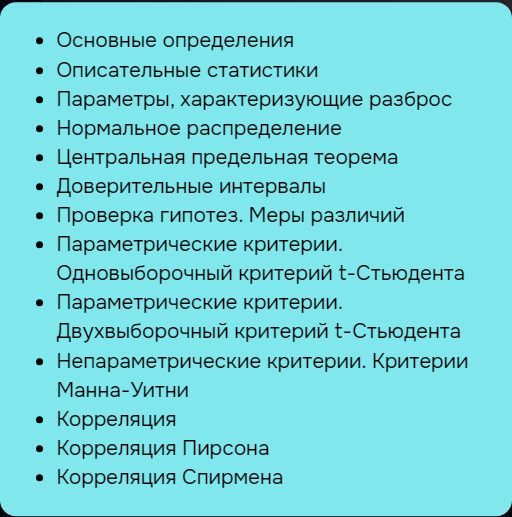 • Основные определения
• Описательные статистики
• Параметры, характеризующие разброс
• Нормальное распределение
• Центральная предельная теорема
• Доверительные интервалы
• Проверка гипотез. Меры различий
• Параметрические критерии.
Одновыборочный критерий t-Стьюдента
• Параметрические критерии.
Двухвыборочный критерий t-Стьюдента
• Непараметрические критерии. Критерии
Манна-Уитни
• Корреляция
• Корреляция Пирсона
• Корреляция Спирмена